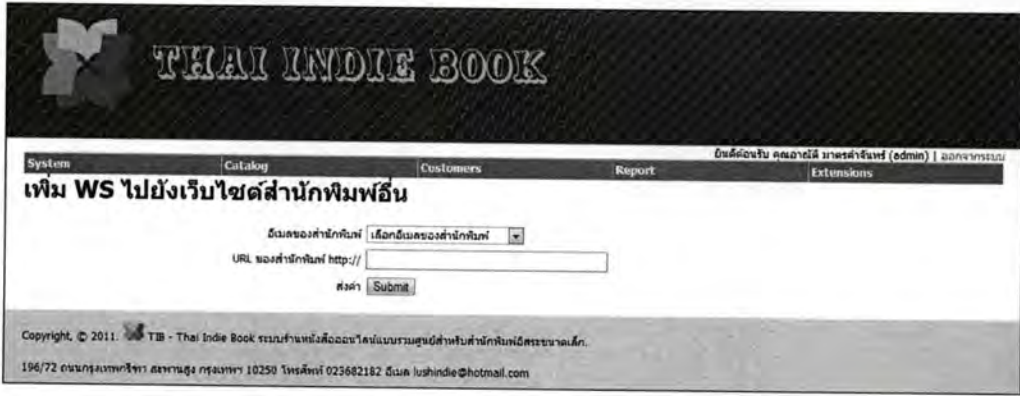 THAI INDIE BOOK
ยินดีต้อนรับ คุณอาณัติ มาตรคำจันทร์ (admin) | ออกจากระบบ
System Catalog Customers Report Extensions
เพิ่ม WS ไปยังเว็บไซต์สำนักพิมพ์อื่น
อีเมลของสำนักพิมพ์ เลือกอีเมลของสำนักพิมพ์
URL ของสำนักพิมพ์ http://
ส่งค่า Submit
Copyright, © 2011. TIB - Thai Indie Book ระบบร้านหนังสือออนไลน์แบบรวมศูนย์สำหรับสำนักพิมพ์อิสระขนาดเล็ก.
196/72 ถนนกรุงเทพกรีฑา สะพานสูง กรุงเทพฯ 10250 โทรศัพท์ 023682182 อีเมล lushindie@hotmail.com